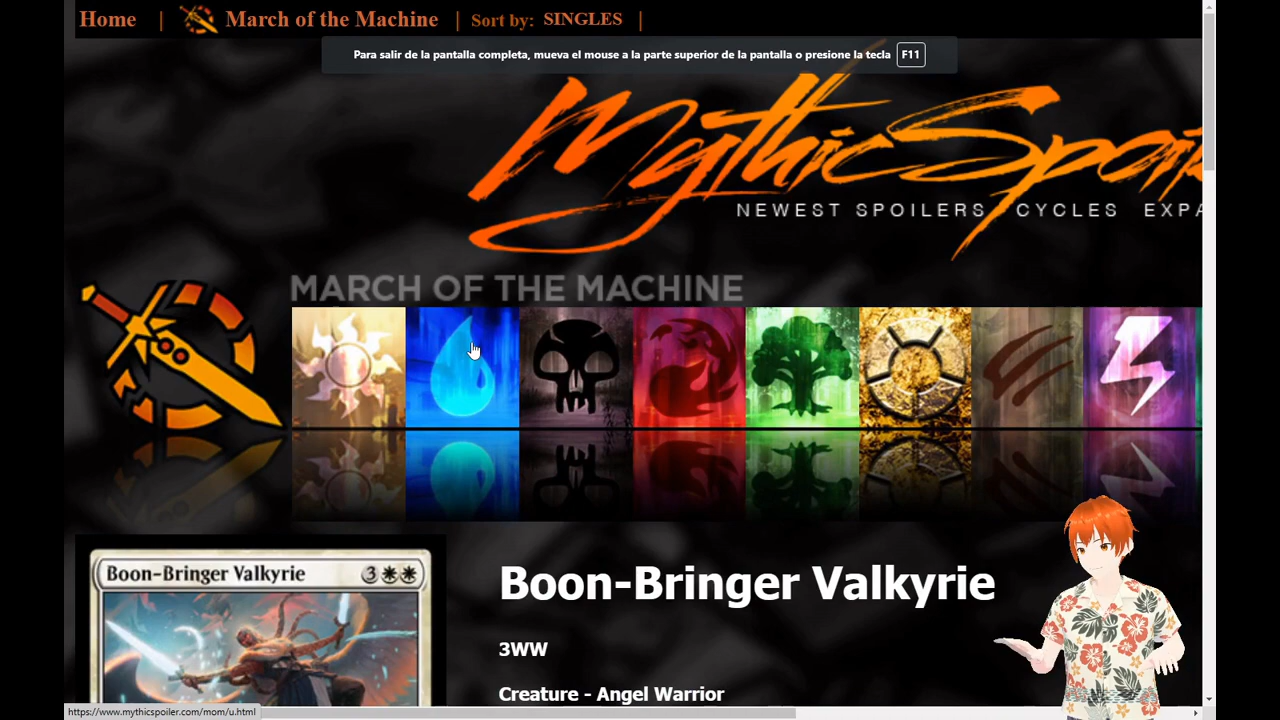 Home | March of the Machine | Sort by: SINGLES |
Para salir de la pantalla completa, mueva el mouse a la parte superior de la pantalla o presione la tecla F11
MythicSpoi
NEWEST SPOILERS CYCLES EXPA
MARCH OF THE MACHINE
Boon-Bringer Valkyrie 3
Boon-Bringer Valkyrie
3WW
Creature - Angel Warrior
https://www.mythicspoiler.com/mom/u.html